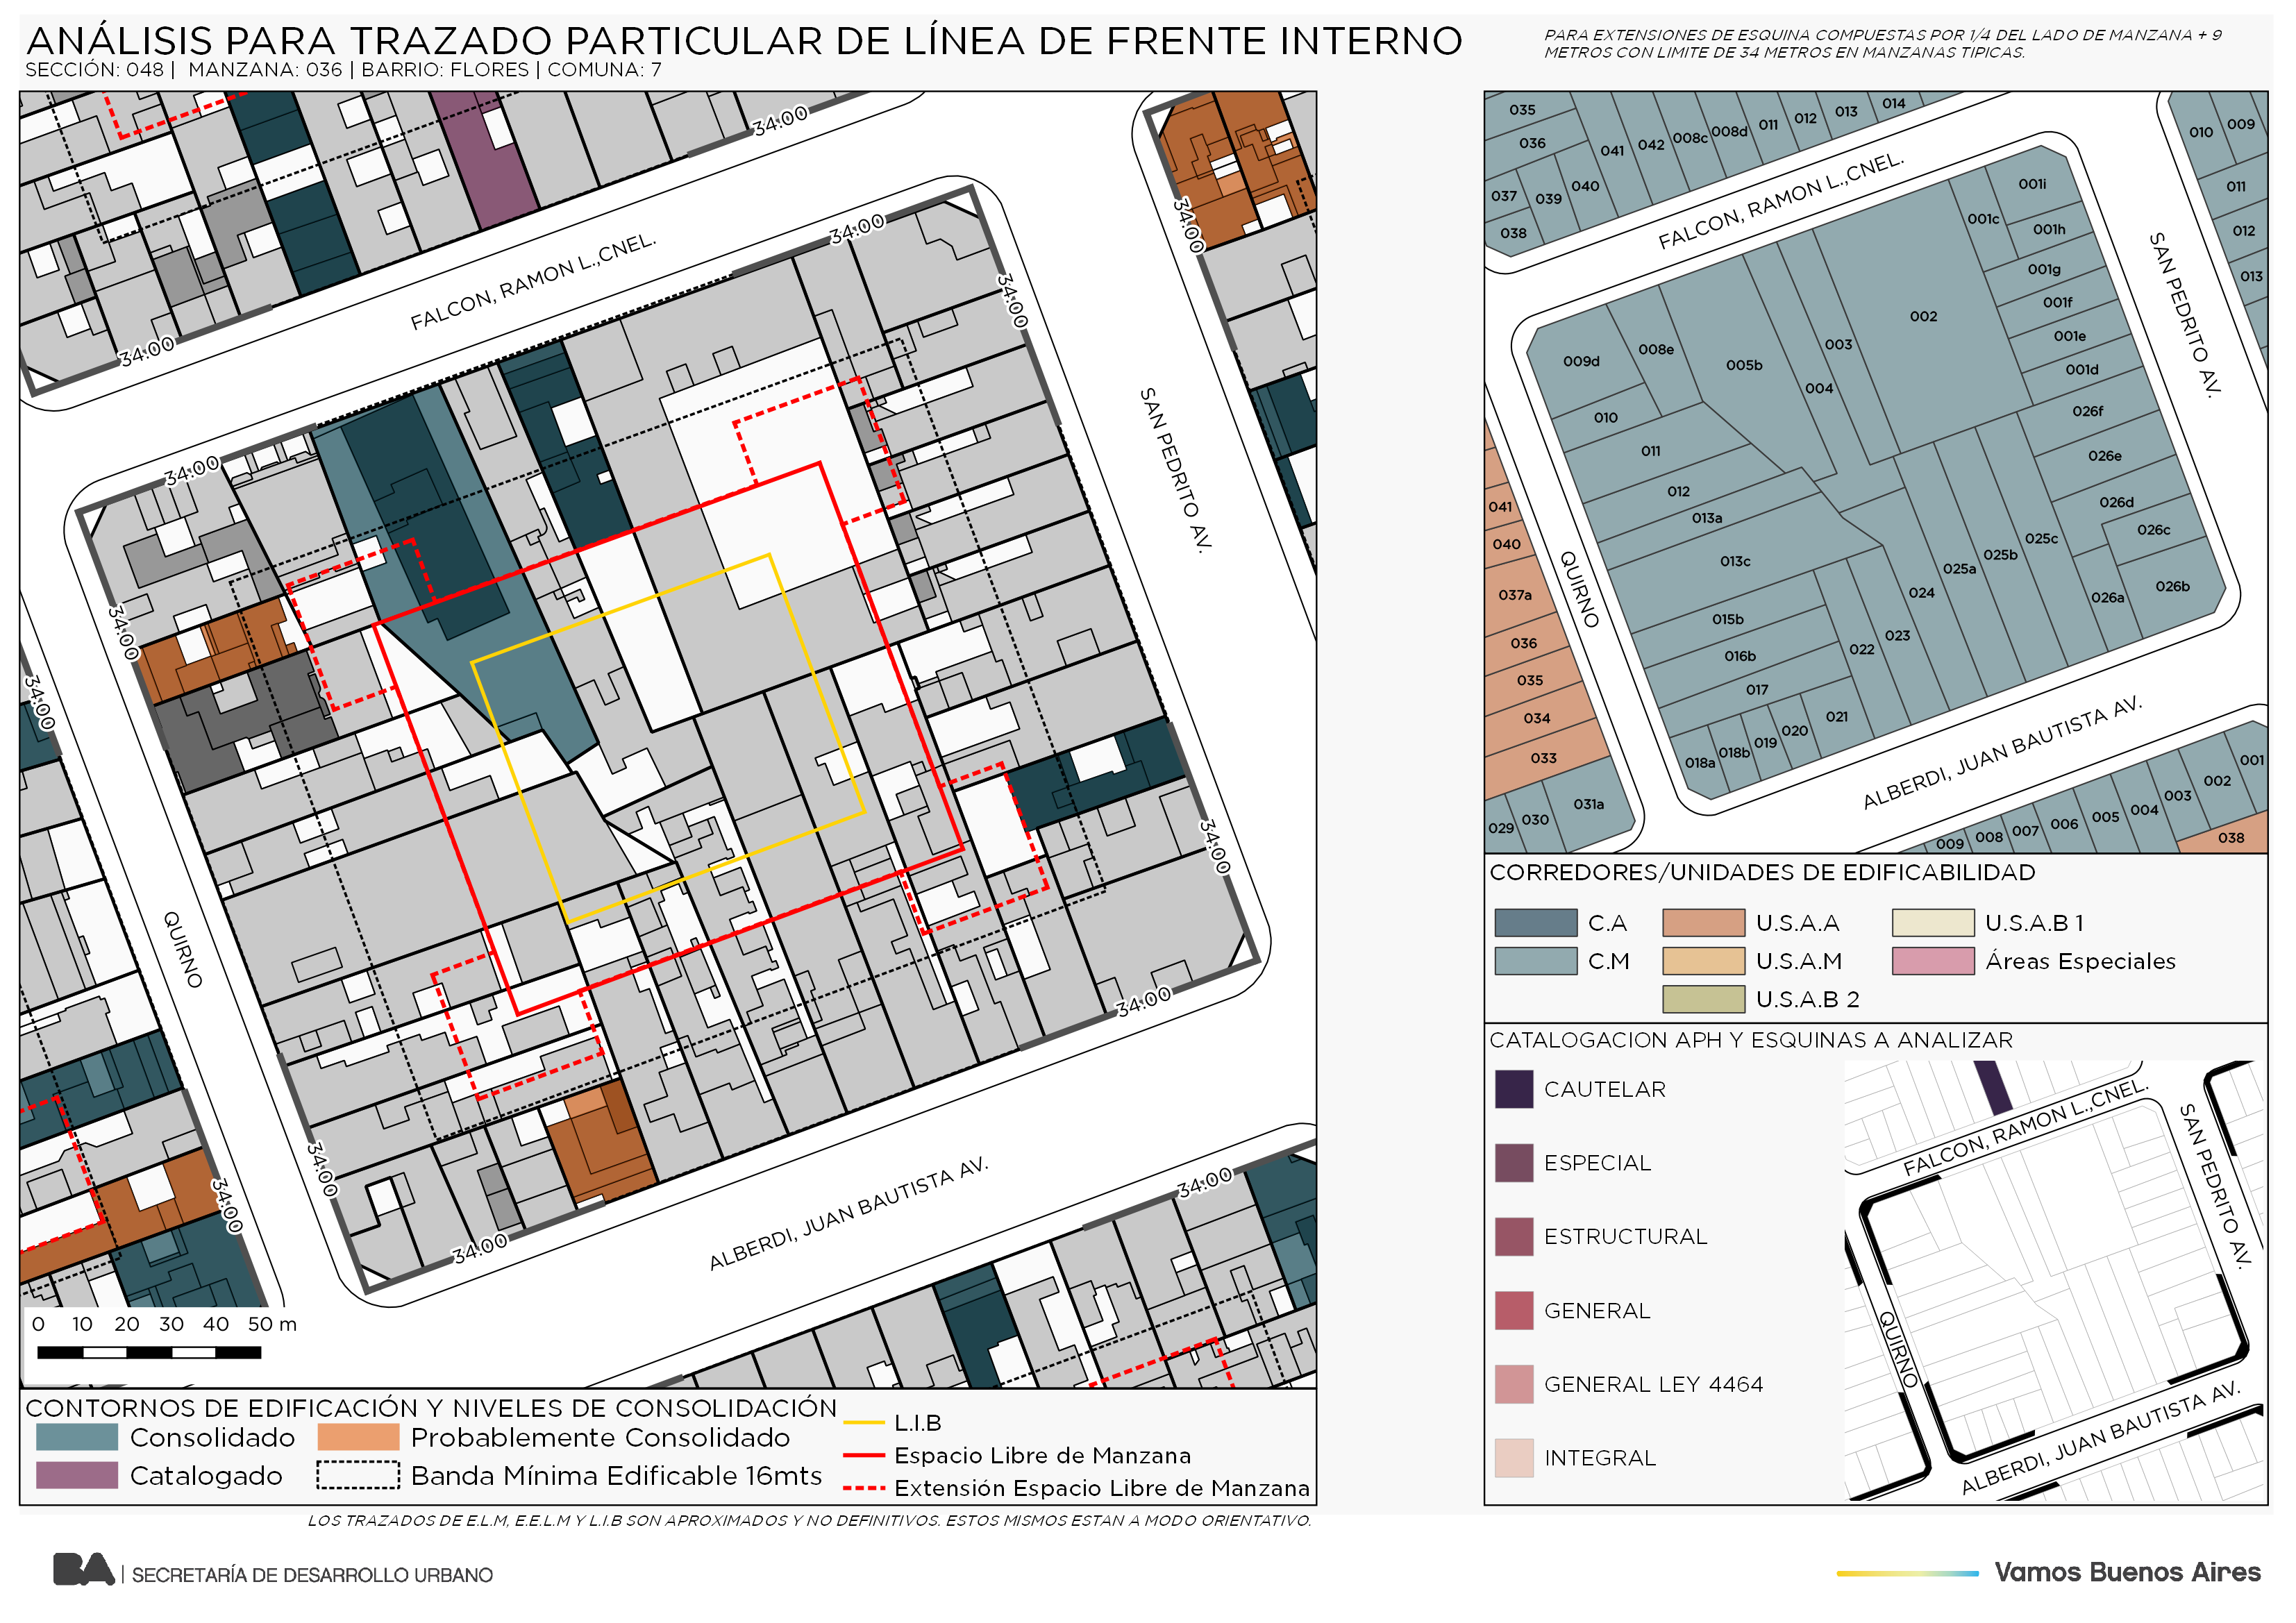 ANÁLISIS PARA TRAZADO PARTICULAR DE LÍNEA DE FRENTE INTERNO
SECCIÓN: 048 | MANZANA: 036 | BARRIO: FLORES | COMUNA: 7
PARA EXTENSIONES DE ESQUINA COMPUESTAS POR 1/4 DEL LADO DE MANZANA + 9
METROS CON LIMITE DE 34 METROS EN MANZANAS TIPICAS.
34.00
34.00
34.00
34.00
34.00
34.00
34.00
34.00
34.00
34.00
34.00
34.00
34.00
34.00
FALCON, RAMON L.,CNEL.
SAN PEDRITO AV.
QUIRNO
ALBERDI, JUAN BAUTISTA AV.
0 10 20 30 40 50 m
CONTORNOS DE EDIFICACIÓN Y NIVELES DE CONSOLIDACIÓN
Consolidado
Probablemente Consolidado
Catalogado
Banda Mínima Edificable 16mts
L.I.B
Espacio Libre de Manzana
Extensión Espacio Libre de Manzana
LOS TRAZADOS DE E.L.M, E.E.L.M Y L.I.B SON APROXIMADOS Y NO DEFINITIVOS. ESTOS MISMOS ESTAN A MODO ORIENTATIVO.
035
036
037
038
039
040
041
042
008c
008d
011
012
013
014
010
009
011
012
013
FALCON, RAMON L.,CNEL.
SAN PEDRITO AV.
QUIRNO
ALBERDI, JUAN BAUTISTA AV.
001i
001c
001h
001g
001f
001e
001d
002
003
004
005b
008e
009d
010
011
012
013a
013c
015b
016b
017
018a
018b
019
020
021
022
023
024
025a
025b
025c
026a
026b
026c
026d
026e
026f
041
040
037a
036
035
034
033
031a
030
029
009
008
007
006
005
004
003
002
001
038
CORREDORES/UNIDADES DE EDIFICABILIDAD
C.A
U.S.A.A
U.S.A.B 1
C.M
U.S.A.M
Áreas Especiales
U.S.A.B 2
CATALOGACION APH Y ESQUINAS A ANALIZAR
CAUTELAR
ESPECIAL
ESTRUCTURAL
GENERAL
GENERAL LEY 4464
INTEGRAL
FALCON, RAMON L.,CNEL.
SAN PEDRITO AV.
QUIRNO
ALBERDI, JUAN BAUTISTA AV.
BA | SECRETARÍA DE DESARROLLO URBANO
Vamos Buenos Aires